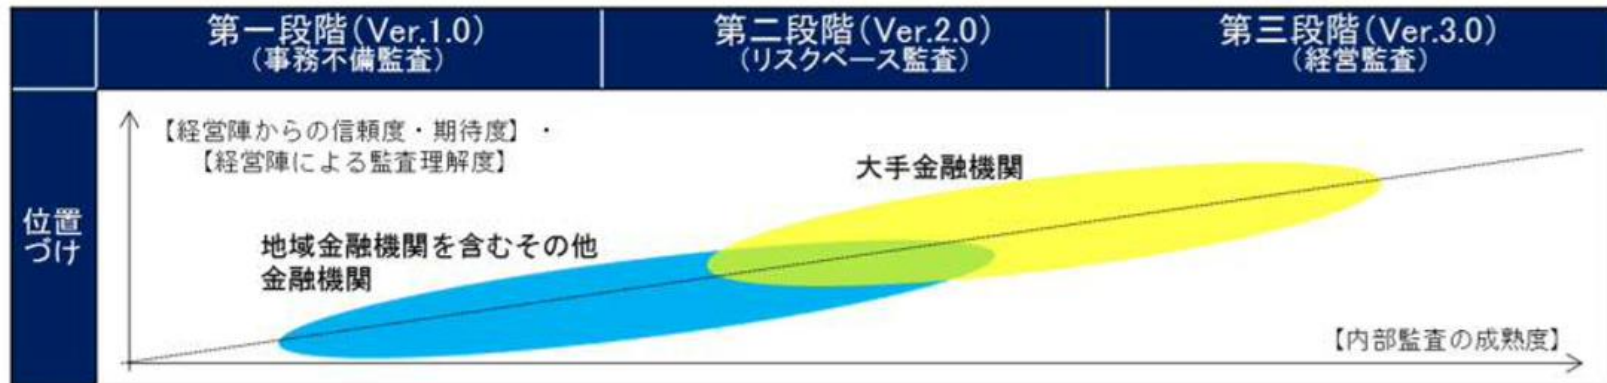 第一段階(Ver.1.0)
(事務不備監査)
第二段階(Ver.2.0)
(リスクベース監査)
第三段階(Ver.3.0)
(経営監査)
位置
づけ
【経営陣からの信頼度・期待度】・
【経営陣による監査理解度】
大手金融機関
地域金融機関を含むその他
金融機関
【内部監査の成熟度】